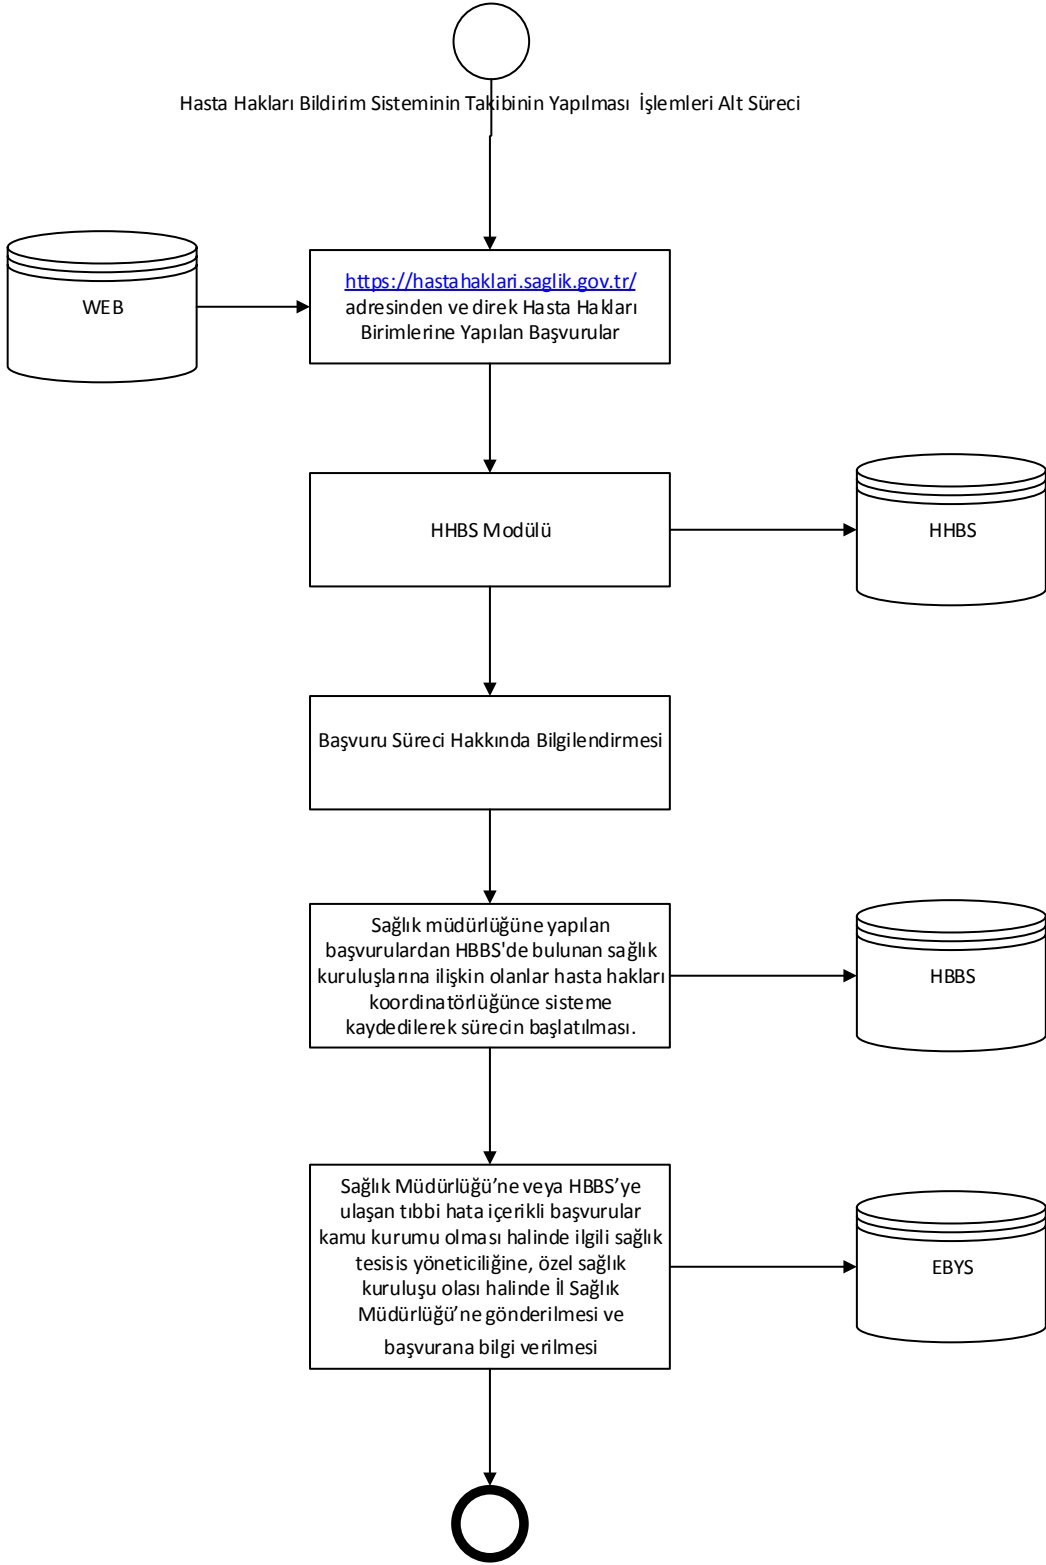 Hasta Hakları Bildirim Sisteminin Takibinin Yapılması İşlemleri Alt Süreci
WEB
https://hastahaklari.saglik.gov.tr/
adresinden ve direk Hasta Hakları
Birimlerine Yapılan Başvurular
HHBS Modülü
HHBS
Başvuru Süreci Hakkında Bilgilendirmesi
Sağlık müdürlüğüne yapılan
başvurulardan HBBS'de bulunan sağlık
kuruluşlarına ilişkin olanlar hasta hakları
koordinatörlüğünce sisteme
kaydedilerek sürecin başlatılması.
HBBS
Sağlık Müdürlüğü’ne veya HBBS’ye
ulaşan tıbbi hata içerikli başvurular
kamu kurumu olması halinde ilgili sağlık
tesisis yöneticiliğine, özel sağlık
kuruluşu olası halinde İl Sağlık
Müdürlüğü’ne gönderilmesi ve
başvurana bilgi verilmesi
EBYS